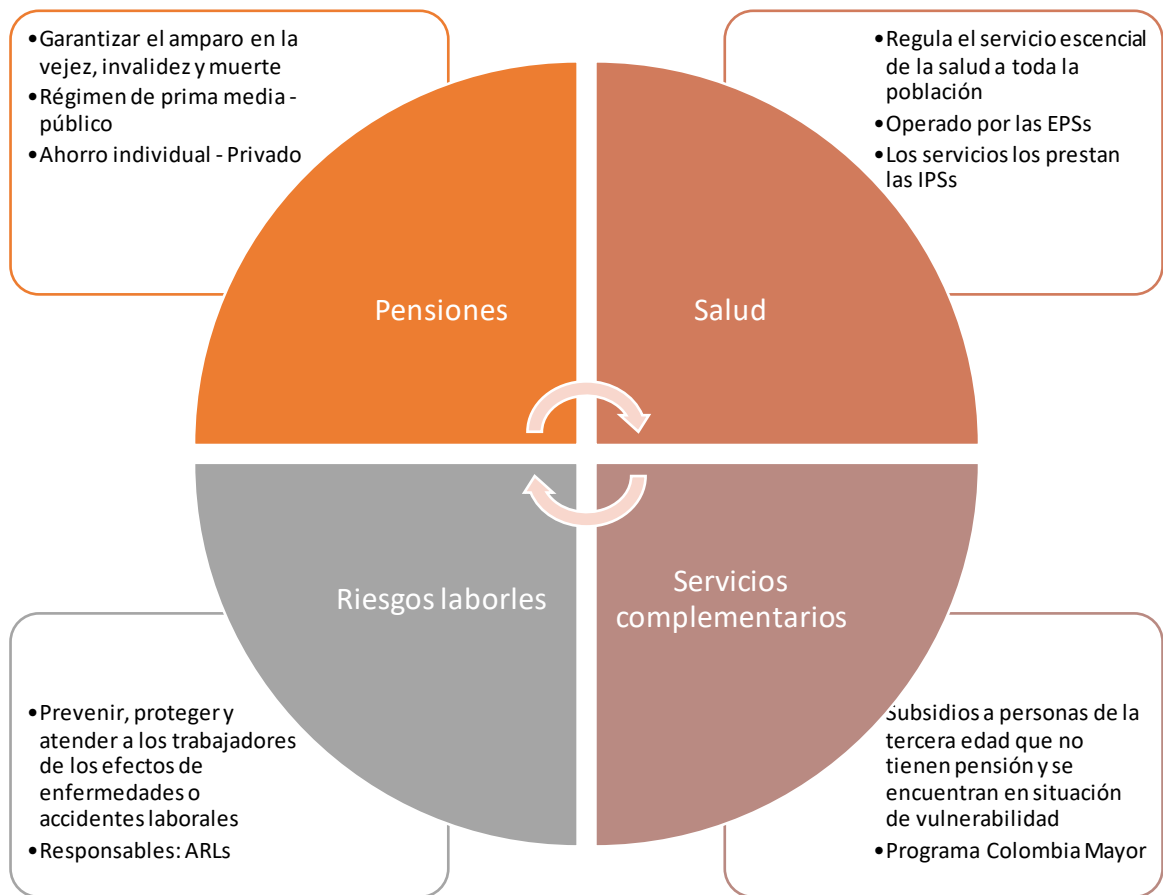 •Garantizar el amparo en la
vejez, invalidez y muerte
•Régimen de prima media -
público
•Ahorro individual - Privado
•Regula el servicio escencial
de la salud a toda la
población
•Operado por las EPSs
•Los servicios los prestan
las IPSs
Pensiones
Salud
Riesgos laborles
Servicios
complementarios
•Prevenir, proteger y
atender a los trabajadores
de los efectos de
enfermedades o
accidentes laborales
•Responsables: ARLs
Subsidios a personas de la
tercera edad que no
tienen pensión y se
encuentran en situación
de vulnerabilidad
•Programa Colombia Mayor